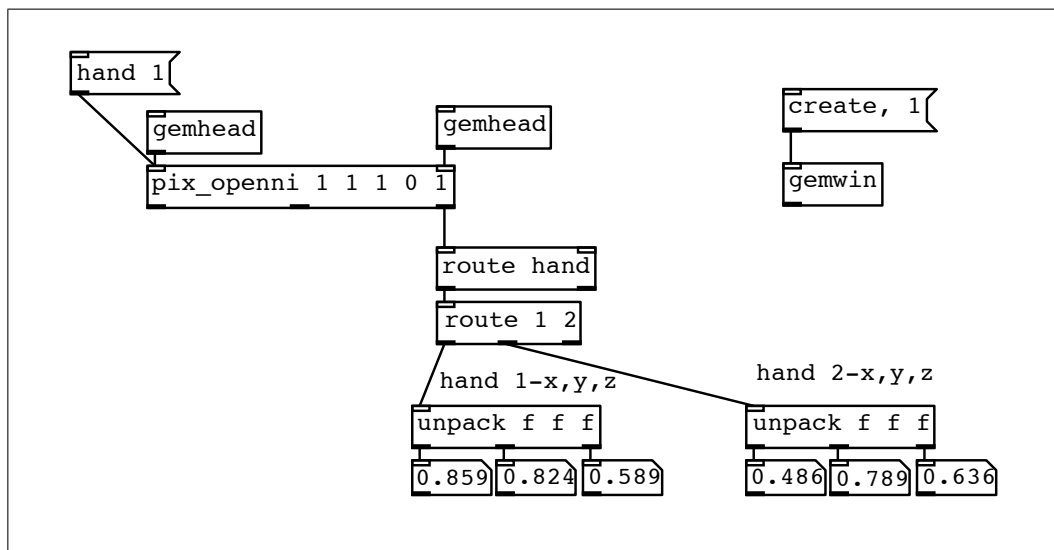 hand 1
gemhead
gemhead
create, 1
pix_openni 1 1 1 0 1
gemwin
route hand
route 1 2
hand 1-x,y,z
hand 2-x,y,z
unpack f f f
unpack f f f
0.859
0.824
0.589
0.486
0.789
0.636